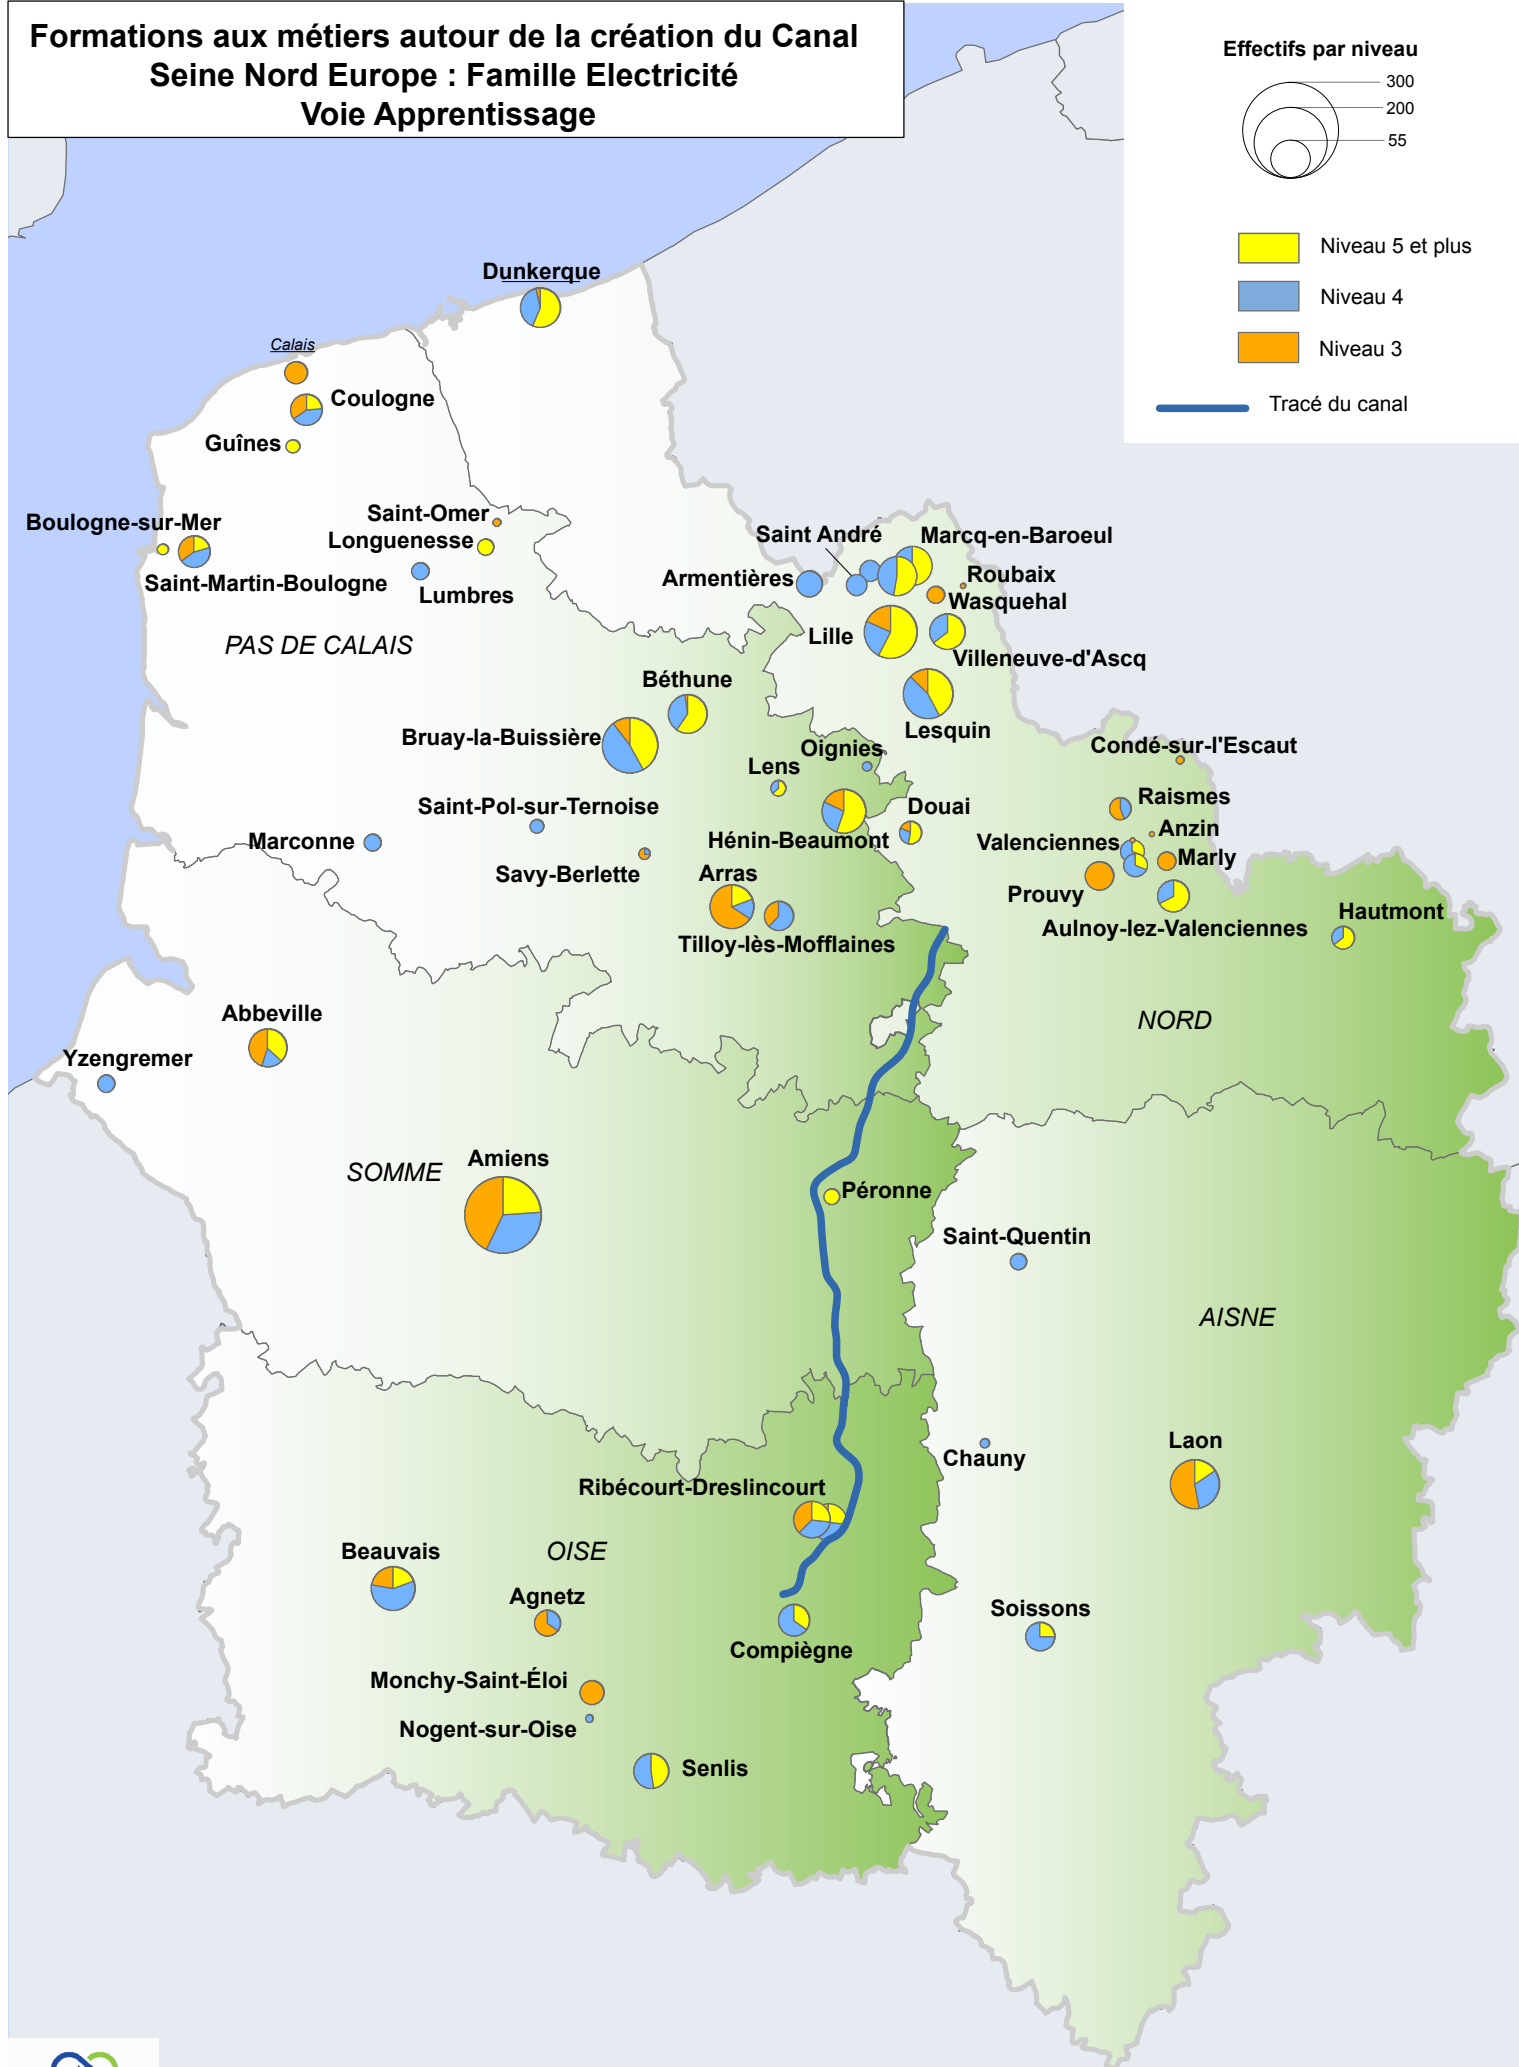 Formations aux métiers autour de la création du Canal
Seine Nord Europe : Famille Electricité
Voie Apprentissage
Effectifs par niveau
300
200
55
Niveau 5 et plus
Niveau 4
Niveau 3
Tracé du canal
Dunkerque
Calais
Coulogne
Guînes
Saint-Omer
Boulogne-sur-Mer
Longuenesse
Saint-Martin-Boulogne
Lumbres
Saint André
Marcq-en-Baroeul
Armentières
Roubaix
Wasquehal
Lille
PAS DE CALAIS
Villeneuve-d'Ascq
Béthune
Lesquin
Bruay-la-Buissière
Oignies
Condé-sur-l'Escaut
Lens
Raismes
Saint-Pol-sur-Ternoise
Douai
Anzin
Marconne
Hénin-Beaumont
Valenciennes
Marly
Savy-Berlette
Arras
Prouvy
Hautmont
Aulnoy-lez-Valenciennes
Tilloy-lès-Mofflaines
Abbeville
NORD
Yzengremer
Amiens
SOMME
Péronne
Saint-Quentin
AISNE
Laon
Chauny
Ribécourt-Dreslincourt
Beauvais
OISE
Agnetz
Soissons
Compiègne
Monchy-Saint-Éloi
Nogent-sur-Oise
Senlis